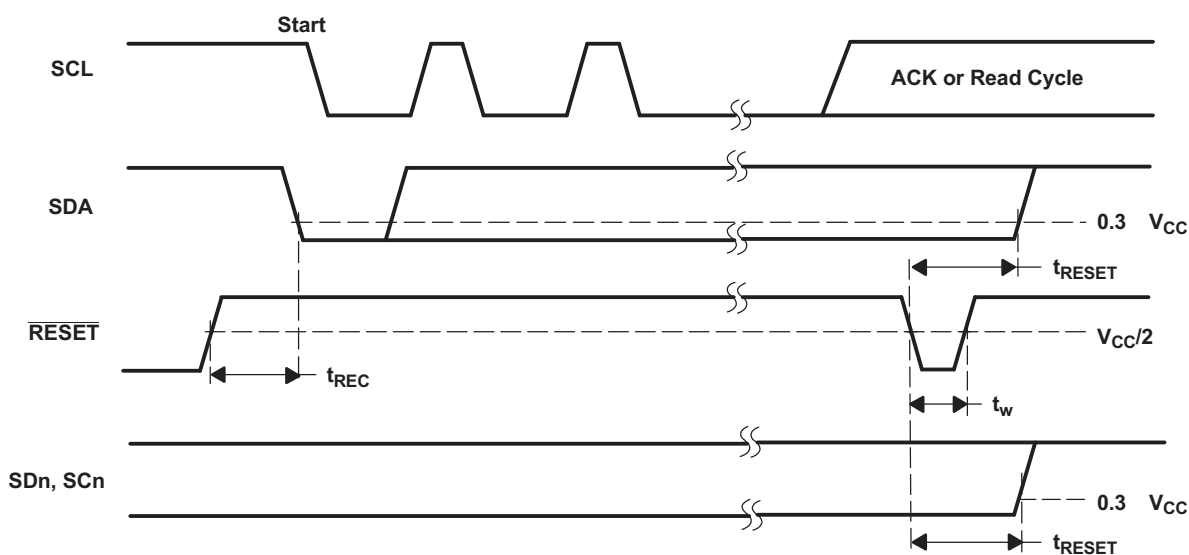 Start
SCL
ACK or Read Cycle
SDA
0.3 VCC
tRESET
RESET
VCC/2
tREC
tw
SDn, SCn
0.3 VCC
tRESET